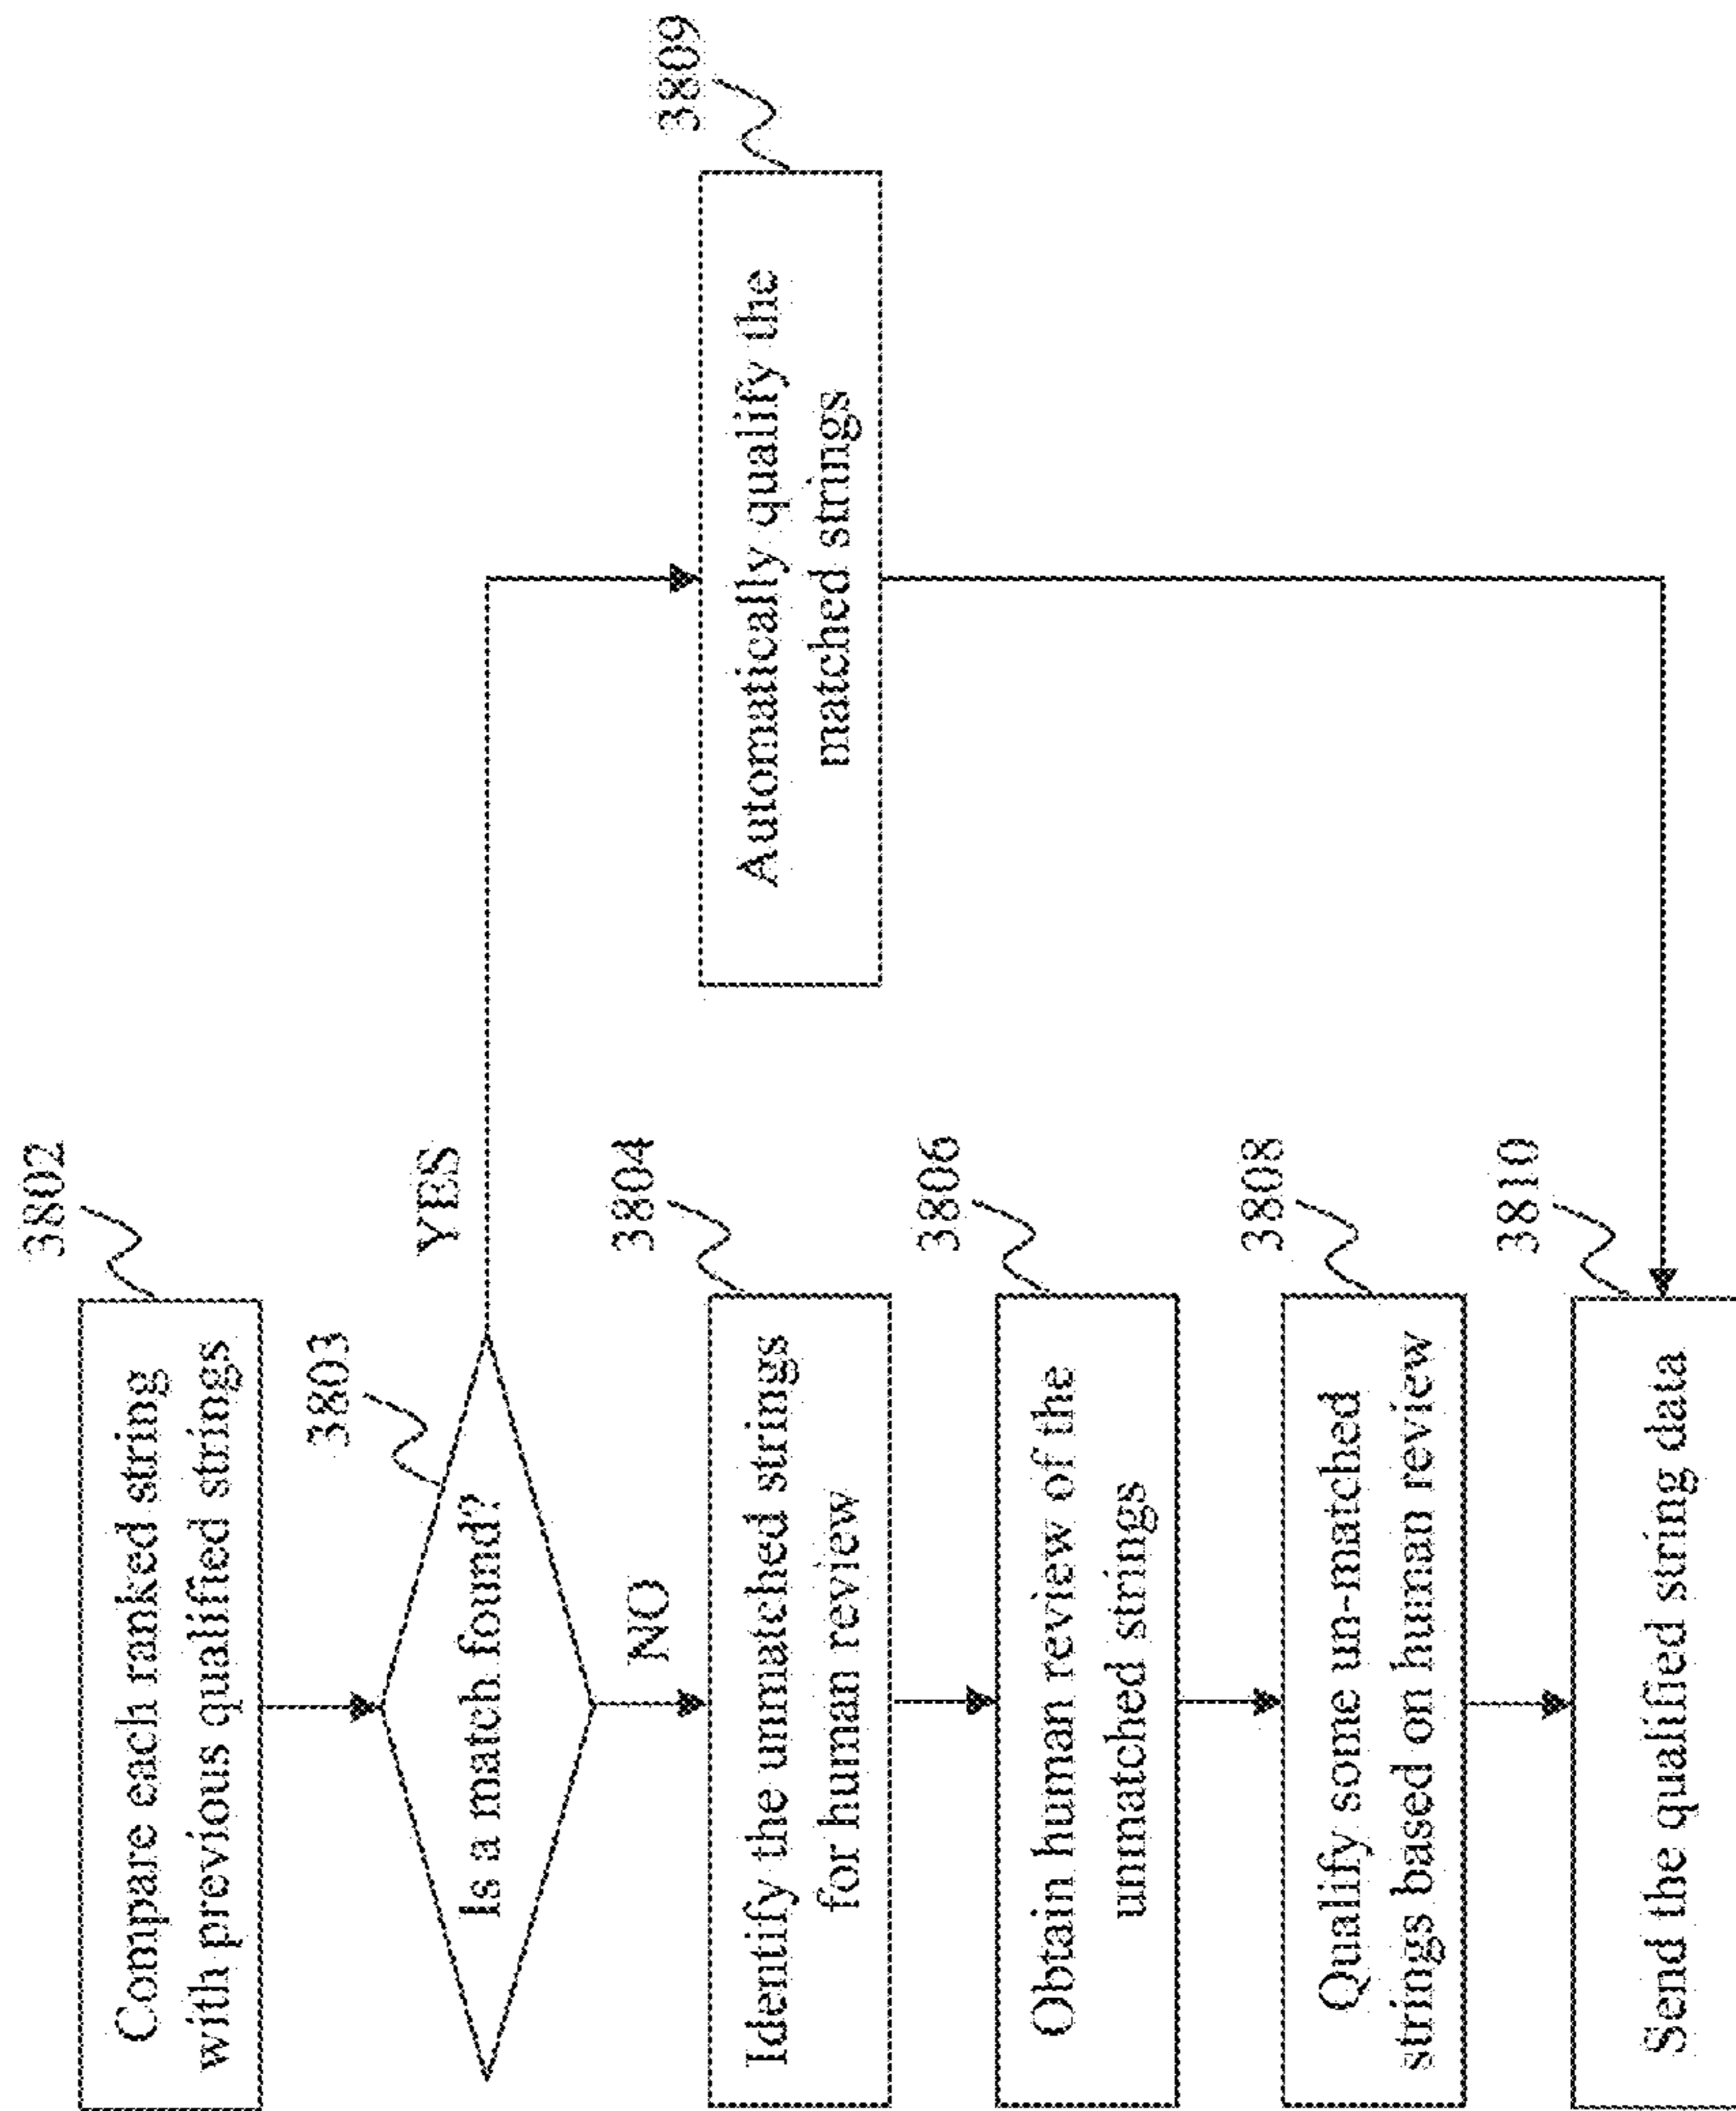 3802
Compare each ranked string
with previous qualified strings
3803
Is a match found?
YES
NO
3809
Automatically qualify the
matched strings
3804
Identify the unmatched strings
for human review
3806
Obtain human review of the
unmatched strings
3808
Qualify some un-matched
strings based on human review
3810
Send the qualified string data